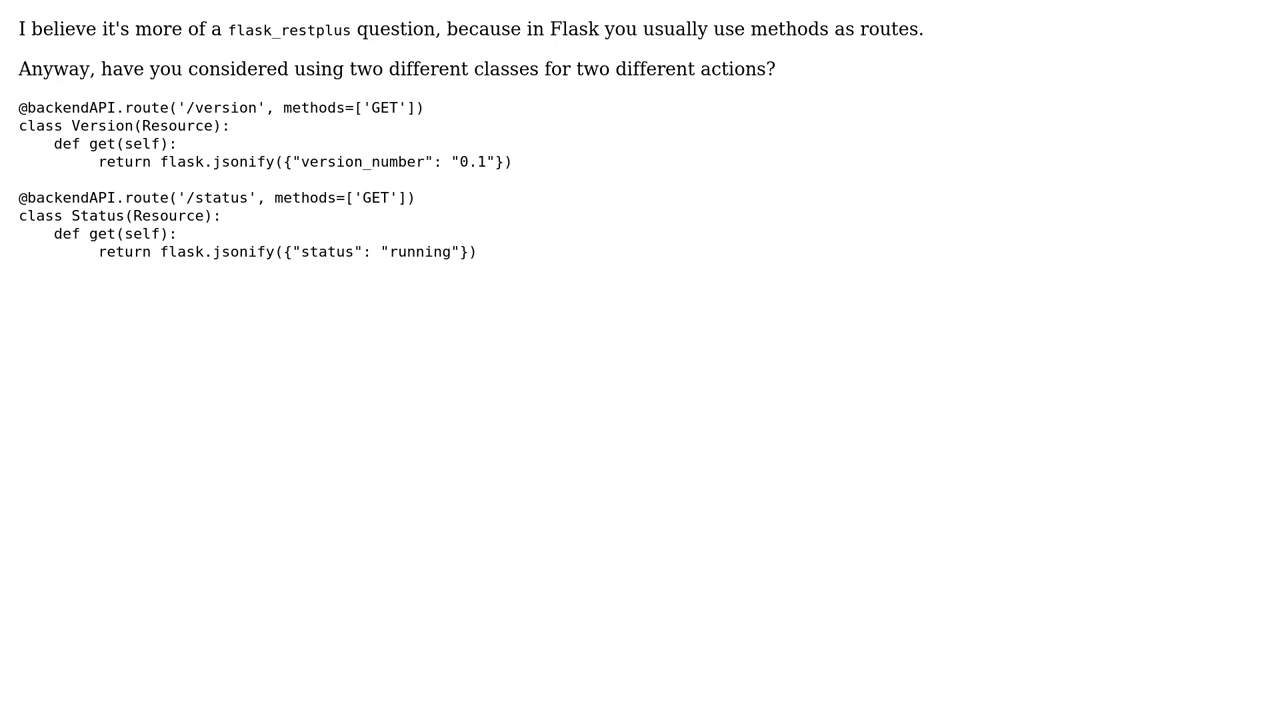 I believe it's more of a flask_restplus question, because in Flask you usually use methods as routes.
Anyway, have you considered using two different classes for two different actions?
@backendAPI.route('/version', methods=['GET'])
class Version(Resource):
    def get(self):
         return flask.jsonify({"version_number": "0.1"})

@backendAPI.route('/status', methods=['GET'])
class Status(Resource):
    def get(self):
         return flask.jsonify({"status": "running"})